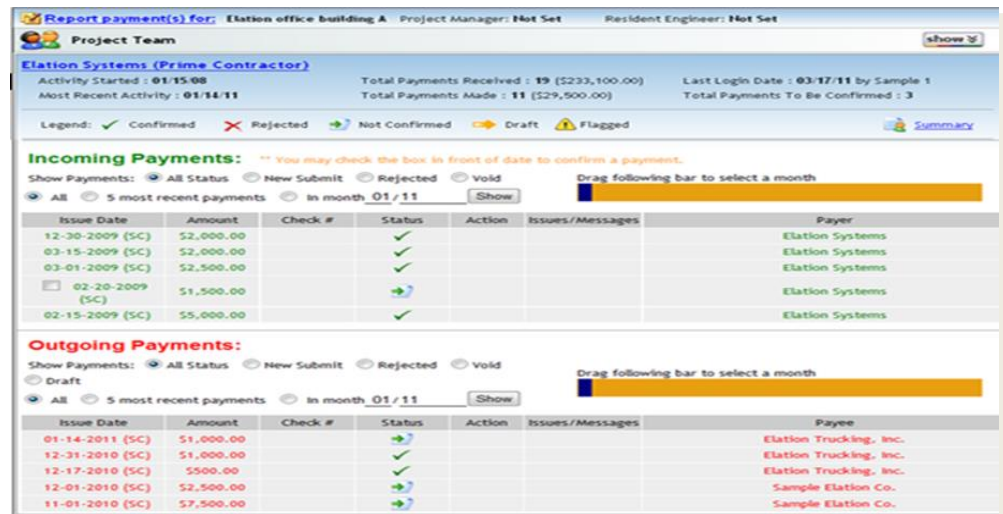 Report payment(s) for: Elation office building A Project Manager: Not Set Resident Engineer: Not Set
Project Team show
Elation Systems (Prime Contractor)
Activity Started : 01/15/08 Total Payments Received : 19 ($233,100.00) Last Login Date : 03/17/11 by Sample 1
Most Recent Activity : 01/14/11 Total Payments Made : 11 ($29,500.00) Total Payments To Be Confirmed : 3
Legend: Confirmed Rejected Not Confirmed Draft Flagged Summary
Incoming Payments: ** You may check the box in front of date to confirm a payment.
Show Payments: All Status New Submit Rejected Void Drag following bar to select a month
All 5 most recent payments In month 01/11 Show
Issue Date Amount Check # Status Action Issues/Messages Payer
12-30-2009 (SC) $2,000.00 Elation Systems
03-15-2009 (SC) $2,000.00 Elation Systems
03-01-2009 (SC) $2,500.00 Elation Systems
02-20-2009 (SC) $1,500.00 Elation Systems
02-15-2009 (SC) $5,000.00 Elation Systems
Outgoing Payments:
Show Payments: All Status New Submit Rejected Void
Draft Drag following bar to select a month
All 5 most recent payments In month 01/11 Show
Issue Date Amount Check # Status Action Issues/Messages Payee
01-14-2011 (SC) $1,000.00 Elation Trucking, Inc.
12-31-2010 (SC) $1,000.00 Elation Trucking, Inc.
12-17-2010 (SC) $500.00 Elation Trucking, Inc.
12-01-2010 (SC) $2,500.00 Sample Elation Co.
11-01-2010 (SC) $7,500.00 Sample Elation Co.